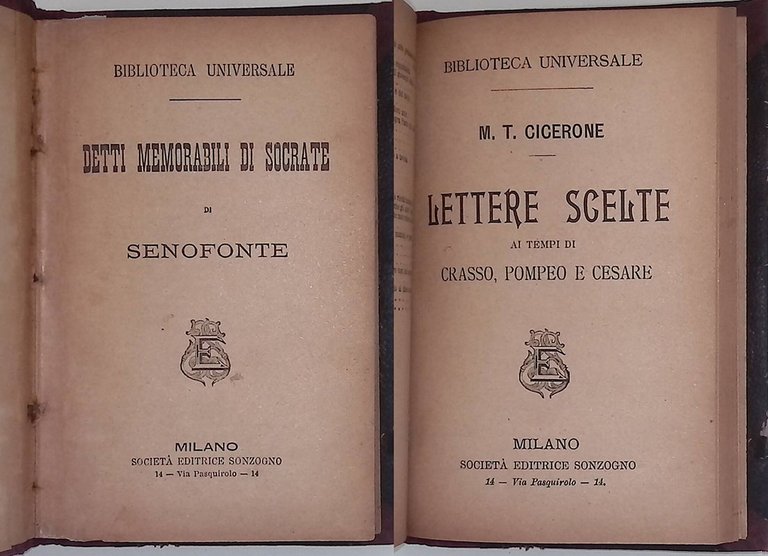 BIBLIOTECA UNIVERSALE
DETTI MEMORABILI DI SOCRATE
DI
SENOFONTE
E
MILANO
SOCIETÀ EDITRICE SONZOGNO
14 — Via Pasquirolo — 14
BIBLIOTECA UNIVERSALE
M. T. CICERONE
LETTERE SCELTE
AI TEMPI DI
CRASSO, POMPEO E CESARE
E
MILANO
SOCIETÀ EDITRICE SONZOGNO
14 — Via Pasquirolo — 14.